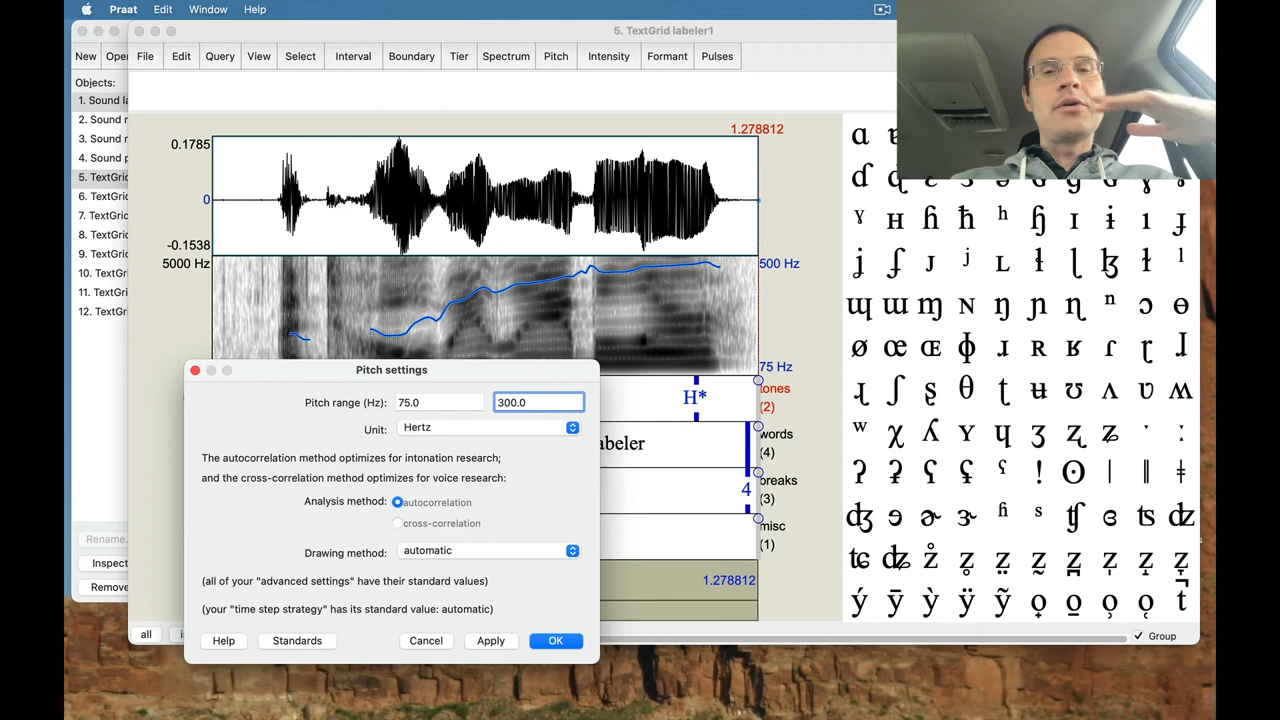 Praat Edit Window Help
5. TextGrid labeler1
New Open File Edit Query View Select Interval Boundary Tier Spectrum Pitch Intensity Formant Pulses
Objects:
1. Sound la
2. Sound r
3. Sound r
4. Sound p
5. TextGrid
6. TextGrid
7. TextGri
8. TextGrid
9. TextGrid
10. TextGri
11. TextGri
12. TextGri
Rename..
Inspect
Remove
1.278812
0.1785
0
-0.1538
5000 Hz
500 Hz
75 Hz
H*
tones
(2)
abeler
words
(4)
4
breaks
(3)
misc
(1)
1.278812
all
Group
Pitch settings
Pitch range (Hz): 75.0 300.0
Unit: Hertz
The autocorrelation method optimizes for intonation research;
and the cross-correlation method optimizes for voice research:
Analysis method: autocorrelation
cross-correlation
Drawing method: automatic
(all of your "advanced settings" have their standard values)
(your "time step strategy" has its standard value: automatic)
Help Standards Cancel Apply OK
ˠ ʜ ɦ ħ ʰ ɧ ɪ ɨ ı ɟ
ʝ ʄ ᴊ ʲ ʟ ɫ ɭ ɮ ƚ ˡ
ɰ ɯ ɱ ɴ ŋ ɲ ɳ ⁿ ɔ ɵ
ø œ ɶ ɸ ɹ ʀ ʁ ɾ ɽ ɺ
ɻ ʃ ʂ θ ʈ ʉ ʊ ʌ ʋ ʍ
ʷ χ ʎ ʏ ɥ ʒ ʐ ʑ ˑ ː
ʔ ʡ ʕ ʢ ˤ ǃ ʘ ǀ ǁ ǂ